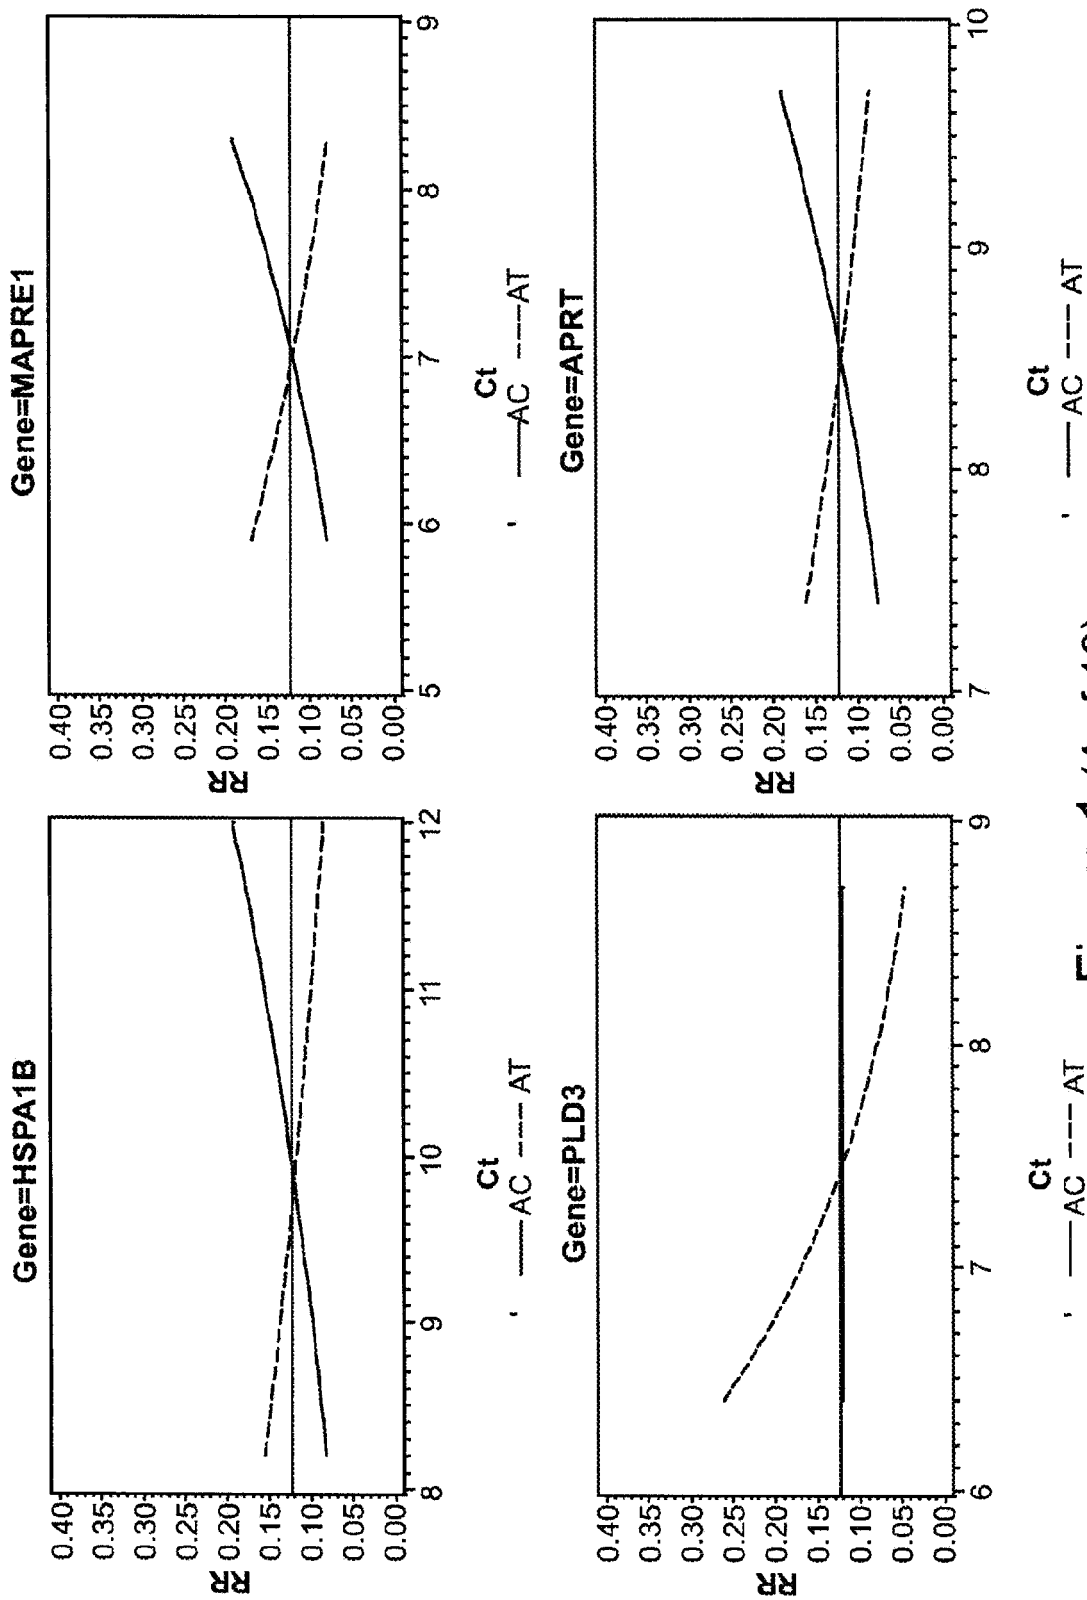 Gene=HSPA1B
RR
0.40
0.35
0.30
0.25
0.20
0.15
0.10
0.05
0.00
8 9 10 11 12
Ct
AC AT
Gene=MAPRE1
RR
0.40
0.35
0.30
0.25
0.20
0.15
0.10
0.05
0.00
5 6 7 8 9
Ct
AC AT
Gene=PLD3
RR
0.40
0.35
0.30
0.25
0.20
0.15
0.10
0.05
0.00
6 7 8 9
Ct
AC AT
Gene=APRT
RR
0.40
0.35
0.30
0.25
0.20
0.15
0.10
0.05
0.00
7 8 9 10
Ct
AC AT